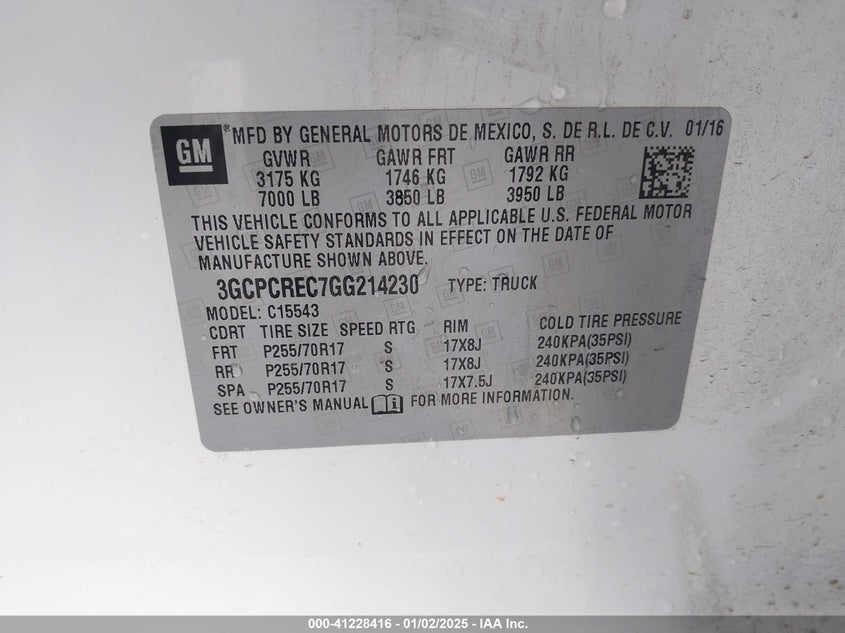 GM ® MFD BY GENERAL MOTORS DE MEXICO, S. DE R.L. DE C.V. 01/16
GVWR GAWR FRT GAWR RR
3175 KG 1746 KG 1792 KG
7000 LB 3850 LB 3950 LB
THIS VEHICLE CONFORMS TO ALL APPLICABLE U.S. FEDERAL MOTOR
VEHICLE SAFETY STANDARDS IN EFFECT ON THE DATE OF
MANUFACTURE SHOWN ABOVE.
3GCPCREC7GG214230 TYPE: TRUCK
MODEL: C15543
CDRT TIRE SIZE SPEED RTG RIM COLD TIRE PRESSURE
FRT P255/70R17 S 17X8J 240KPA(35PSI)
RR P255/70R17 S 17X8J 240KPA(35PSI)
SPA P255/70R17 S 17X7.5J 240KPA(35PSI)
SEE OWNER'S MANUAL i FOR MORE INFORMATION.
000-41228416 - 01/02/2025 - IAA Inc.